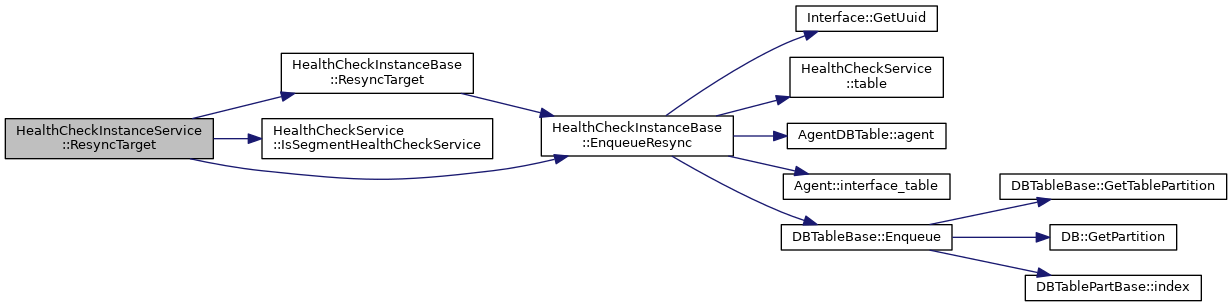 HealthCheckInstanceService
::ResyncTarget
HealthCheckInstanceBase
::ResyncTarget
HealthCheckService
::IsSegmentHealthCheckService
HealthCheckInstanceBase
::EnqueueResync
Interface::GetUuid
HealthCheckService
::table
AgentDBTable::agent
Agent::interface_table
DBTableBase::Enqueue
DBTableBase::GetTablePartition
DB::GetPartition
DBTablePartBase::index